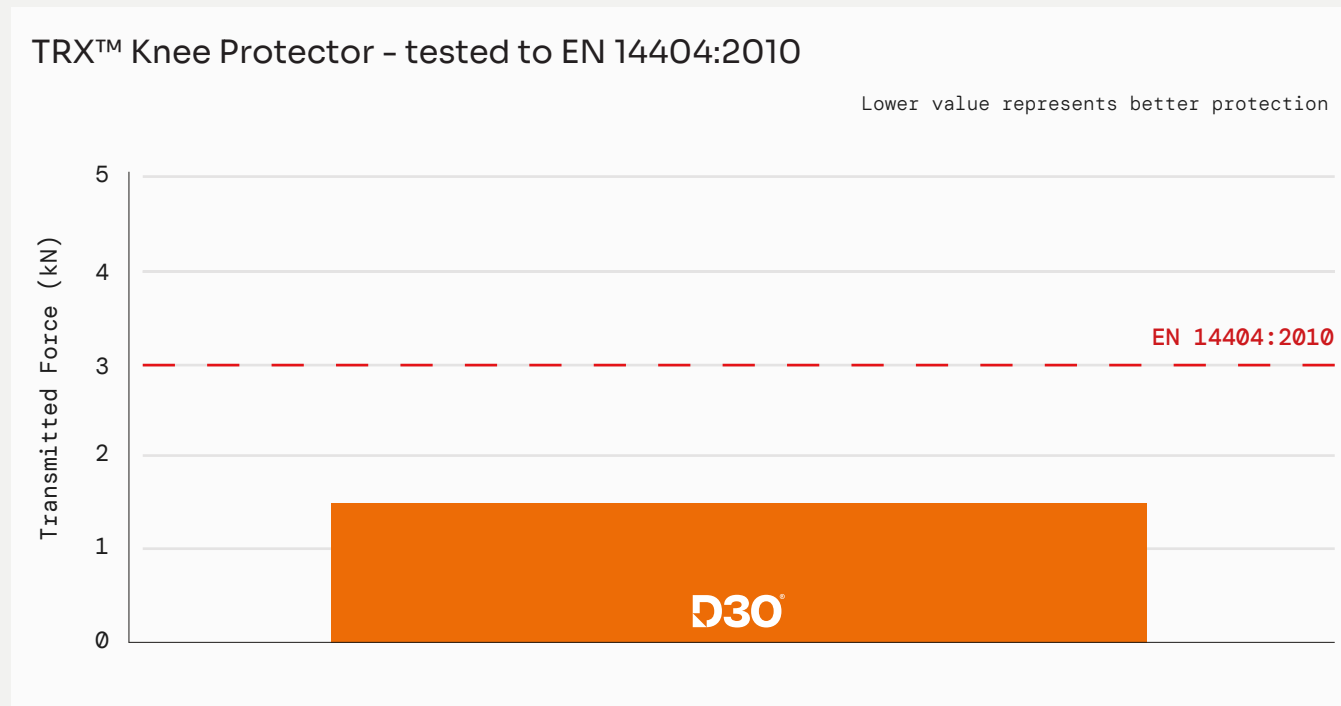 TRX™ Knee Protector - tested to EN 14404:2010
Lower value represents better protection
Transmitted Force (kN)
5
4
3
2
1
0
EN 14404:2010
D3O®